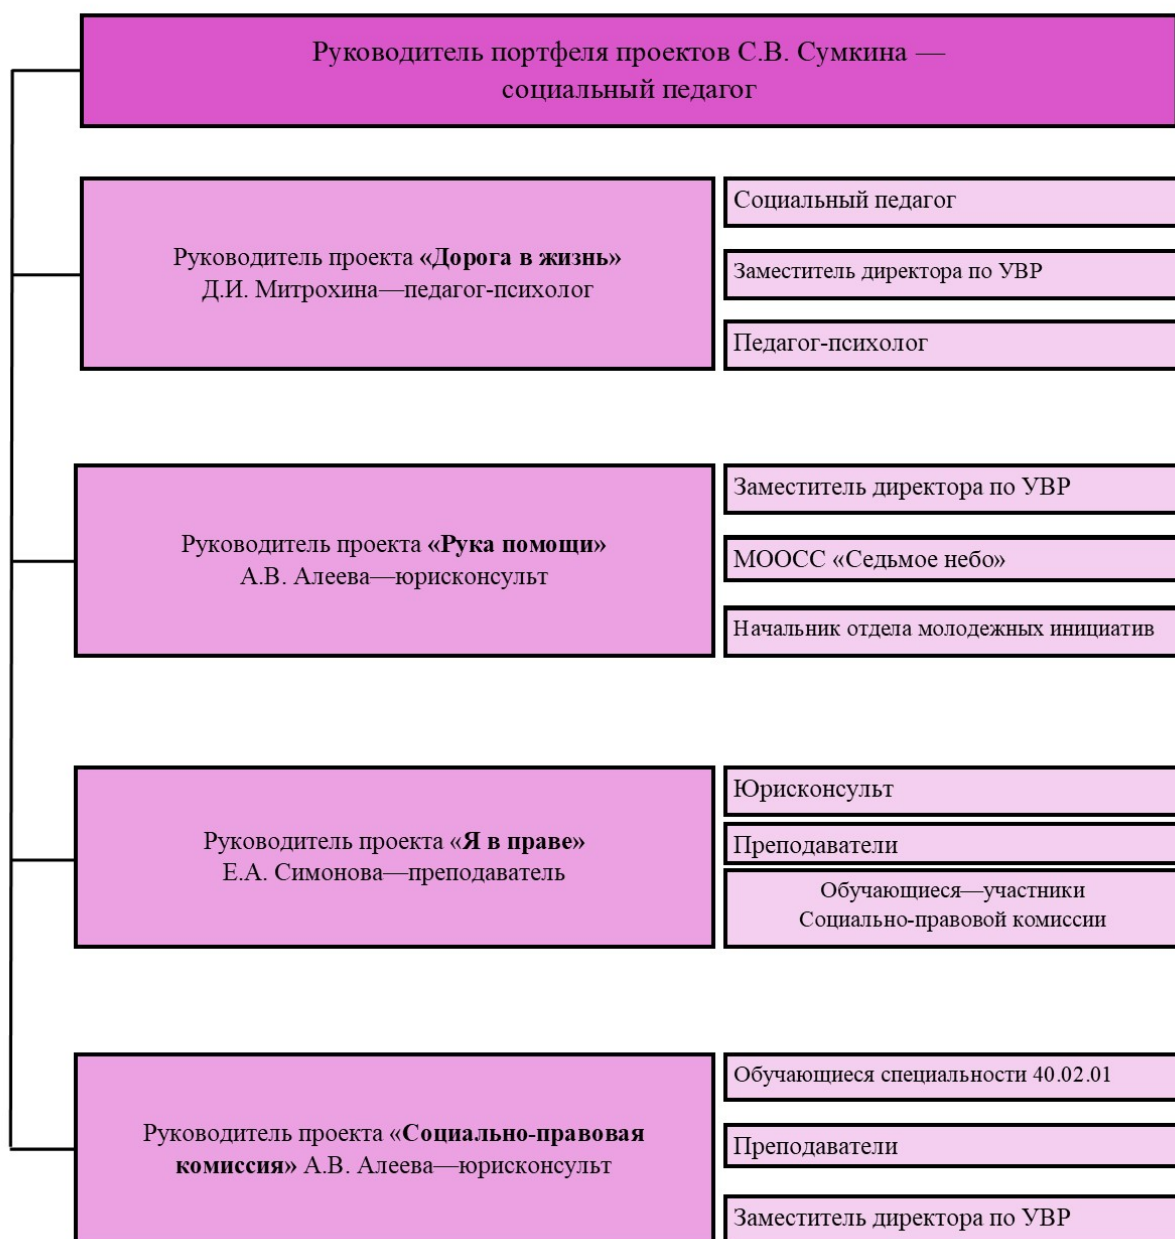 Руководитель портфеля проектов С.В. Сумкина —
социальный педагог
Руководитель проекта «Дорога в жизнь»
Д.И. Митрохина—педагог-психолог
Социальный педагог
Заместитель директора по УВР
Педагог-психолог
Руководитель проекта «Рука помощи»
А.В. Алеева—юрисконсульт
Заместитель директора по УВР
МООСС «Седьмое небо»
Начальник отдела молодежных инициатив
Руководитель проекта «Я в праве»
Е.А. Симонова—преподаватель
Юрисконсульт
Преподаватели
Обучающиеся—участники
Социально-правовой комиссии
Руководитель проекта «Социально-правовая
комиссия» А.В. Алеева—юрисконсульт
Обучающиеся специальности 40.02.01
Преподаватели
Заместитель директора по УВР